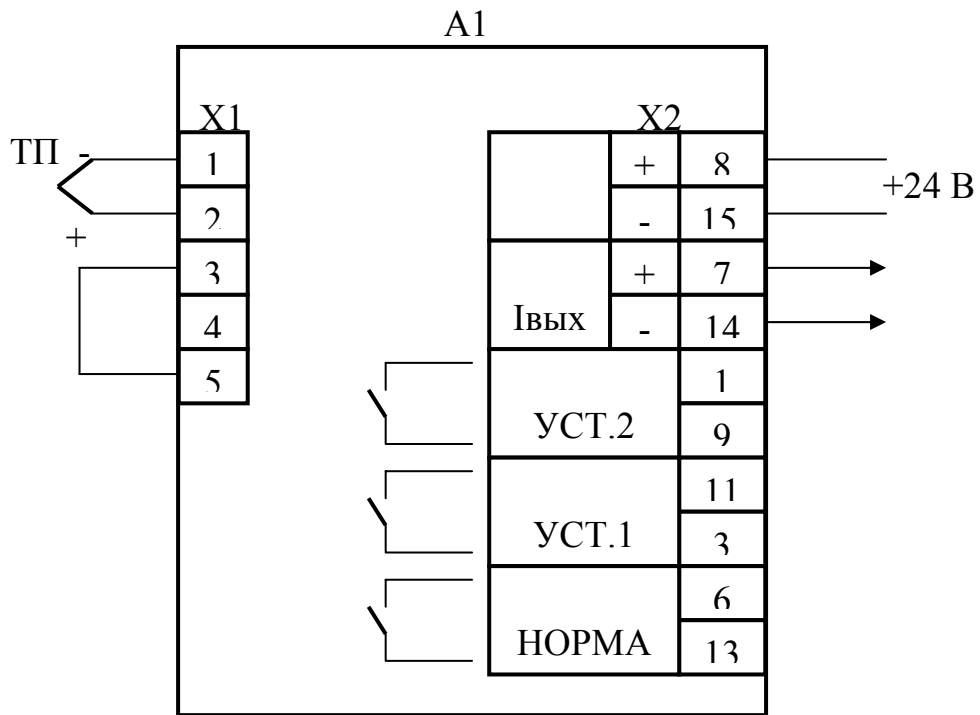 А1
X1 X2
ТП - 1 + 8
+24 В
+ 2 - 15
3 + 7
4 Iвых - 14
5 1
УСТ.2 9
11
УСТ.1 3
6
НОРМА 13